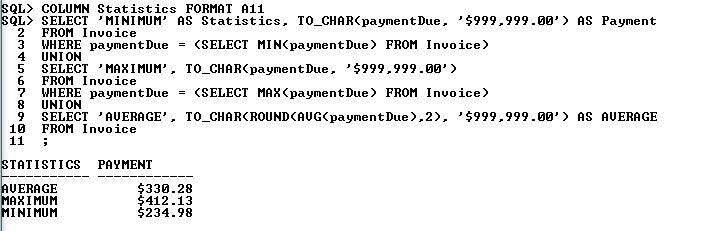 SQL> COLUMN Statistics FORMAT A11
SQL> SELECT 'MINIMUM' AS Statistics, TO_CHAR(paymentDue, '$999,999.00') AS Payment
2 FROM Invoice
3 WHERE paymentDue = (SELECT MIN(paymentDue) FROM Invoice)
4 UNION
5 SELECT 'MAXIMUM', TO_CHAR(paymentDue, '$999,999.00')
6 FROM Invoice
7 WHERE paymentDue = (SELECT MAX(paymentDue) FROM Invoice)
8 UNION
9 SELECT 'AVERAGE', TO_CHAR(ROUND(AVG(paymentDue),2), '$999,999.00') AS AVERAGE
10 FROM Invoice
11 ;
STATISTICS PAYMENT
----------- ------------
AVERAGE $330.28
MAXIMUM $412.13
MINIMUM $234.98